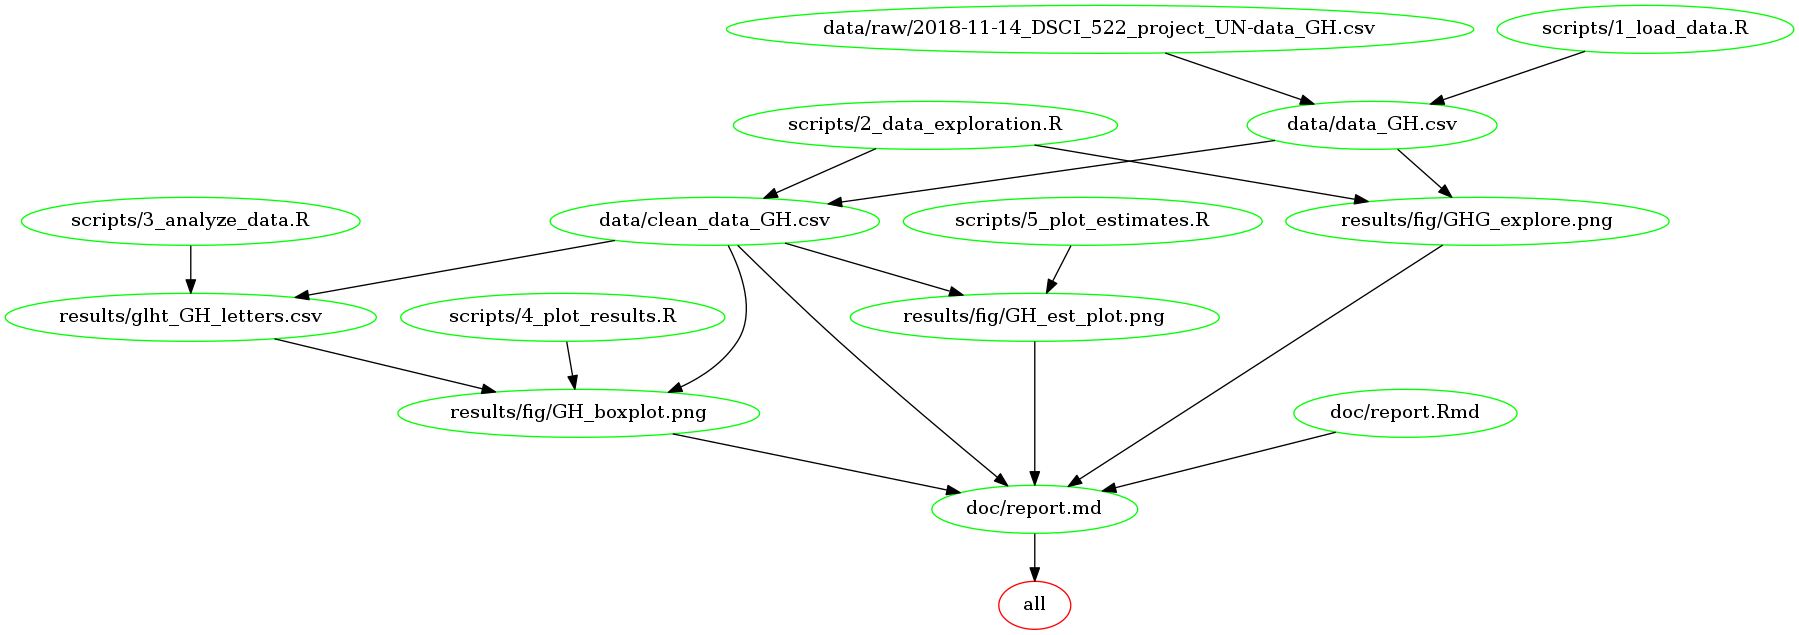 data/raw/2018-11-14_DSCI_522_project_UN-data_GH.csv
scripts/1_load_data.R
scripts/2_data_exploration.R
data/data_GH.csv
scripts/3_analyze_data.R
data/clean_data_GH.csv
scripts/5_plot_estimates.R
results/fig/GHG_explore.png
results/glht_GH_letters.csv
scripts/4_plot_results.R
results/fig/GH_est_plot.png
results/fig/GH_boxplot.png
doc/report.Rmd
doc/report.md
all